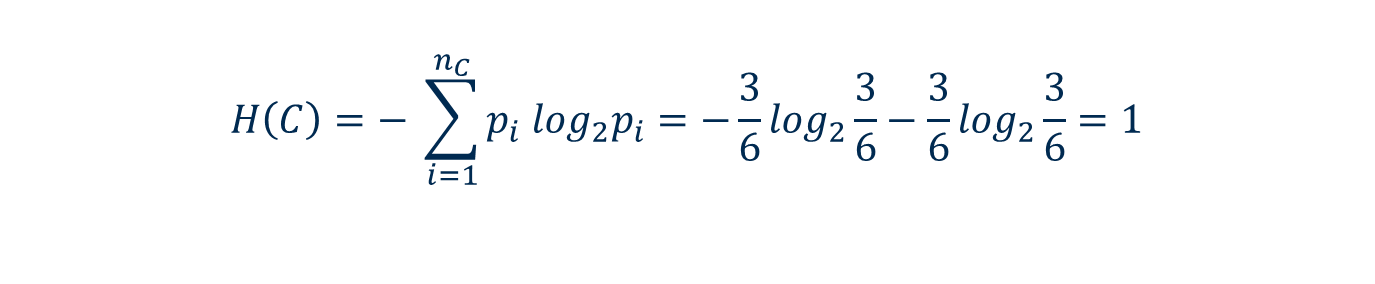 H(C) = − ∑_{i=1}^{n_C} p_i log_2 p_i = − 3/6 log_2 3/6 − 3/6 log_2 3/6 = 1